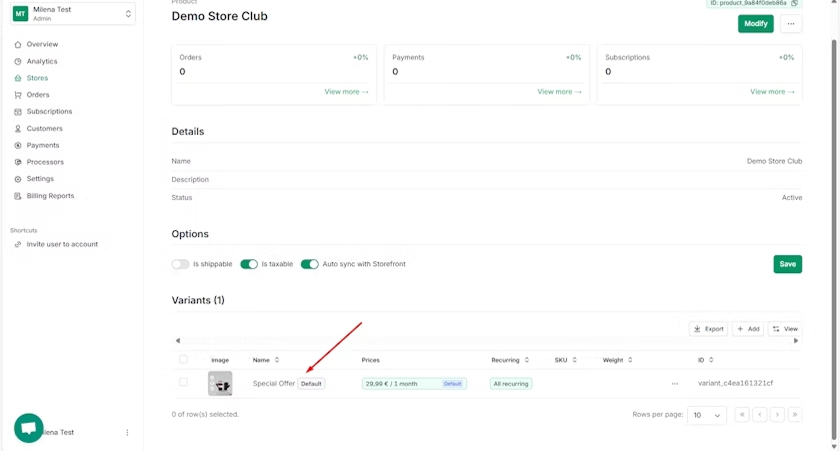 MT
Milena Test
Admin
Overview
Analytics
Stores
Orders
Subscriptions
Customers
Payments
Processors
Settings
Billing Reports
Shortcuts
Invite user to account
ilena Test
Product
Demo Store Club
ID: product_9a84f0deb86a
Modify
Orders +0%
0
View more →
Payments +0%
0
View more →
Subscriptions +0%
0
View more →
Details
Name Demo Store Club
Description
Status Active
Options
Is shippable Is taxable Auto sync with Storefront Save
Variants (1)
Export Add View
Image Name Prices Recurring SKU Weight ID
Special Offer Default 29,99 € / 1 month Default All recurring variant_c4ea161321cf
0 of row(s) selected. Rows per page: 10